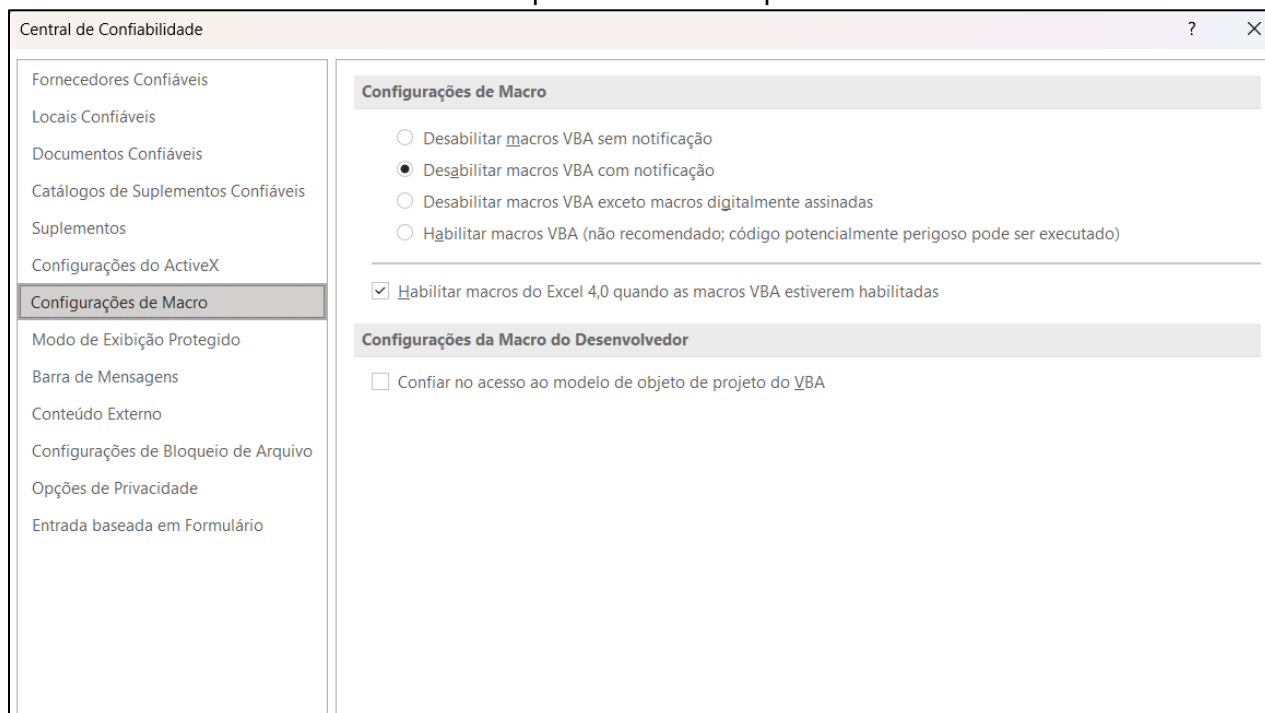 Central de Confiabilidade ? ×
Fornecedores Confiáveis
Locais Confiáveis
Documentos Confiáveis
Catálogos de Suplementos Confiáveis
Suplementos
Configurações do ActiveX
Configurações de Macro
Modo de Exibição Protegido
Barra de Mensagens
Conteúdo Externo
Configurações de Bloqueio de Arquivo
Opções de Privacidade
Entrada baseada em Formulário
Configurações de Macro
Desabilitar macros VBA sem notificação
Desabilitar macros VBA com notificação
Desabilitar macros VBA exceto macros digitalmente assinadas
Habilitar macros VBA (não recomendado; código potencialmente perigoso pode ser executado)
Habilitar macros do Excel 4,0 quando as macros VBA estiverem habilitadas
Configurações da Macro do Desenvolvedor
Confiar no acesso ao modelo de objeto de projeto do VBA